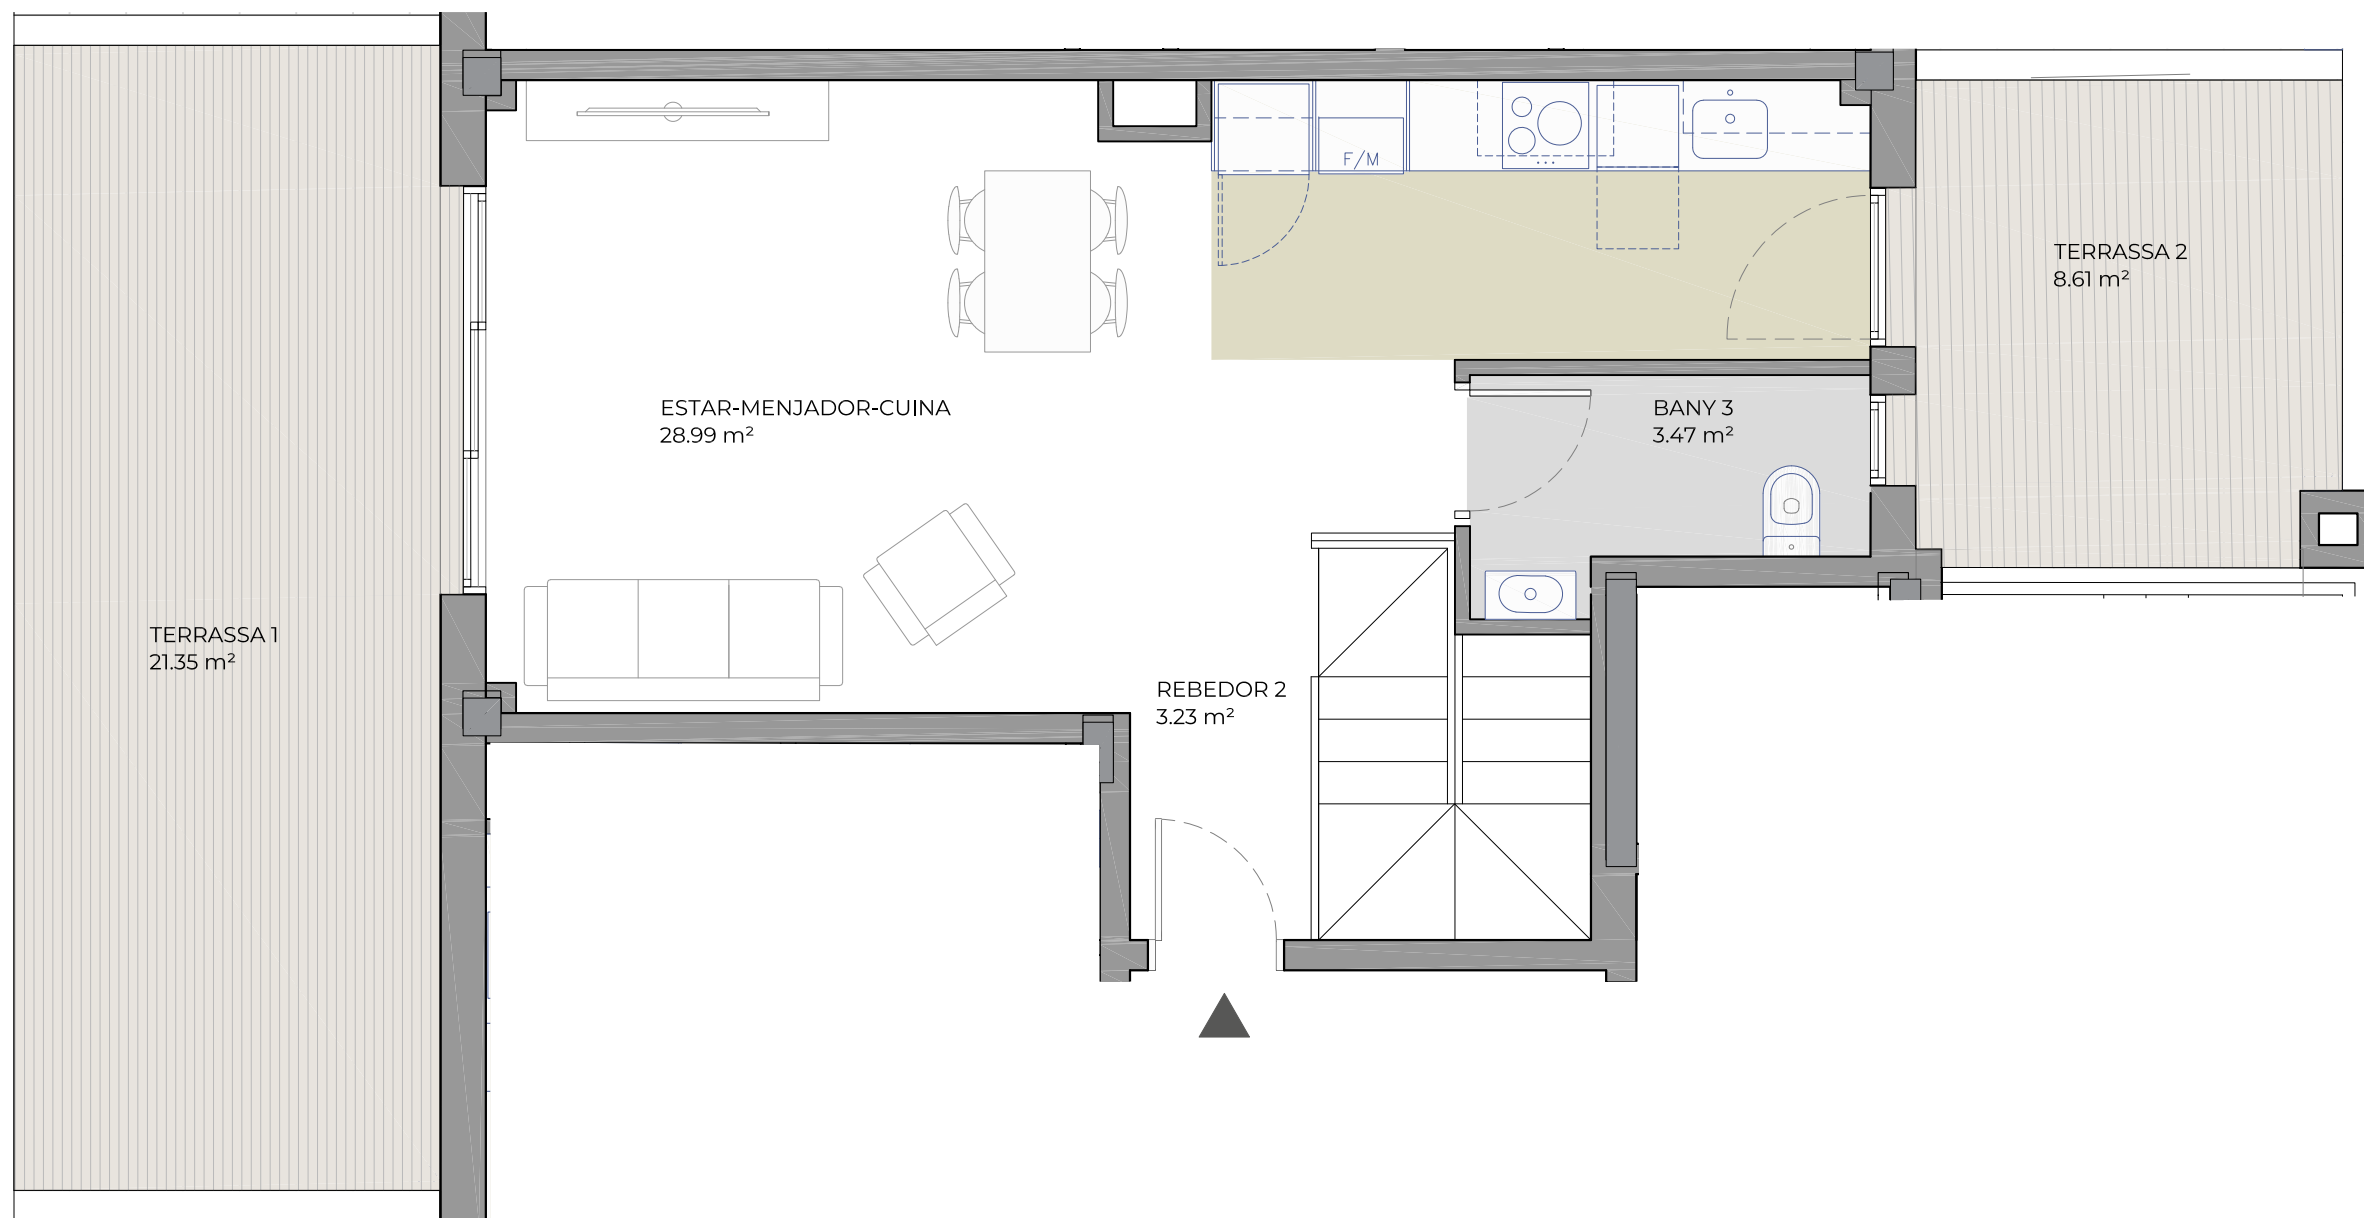 F/M
TERRASSA 2
8.61 m²
ESTAR-MENJADOR-CUINA
28.99 m²
BANY 3
3.47 m²
TERRASSA 1
21.35 m²
REBEDOR 2
3.23 m²